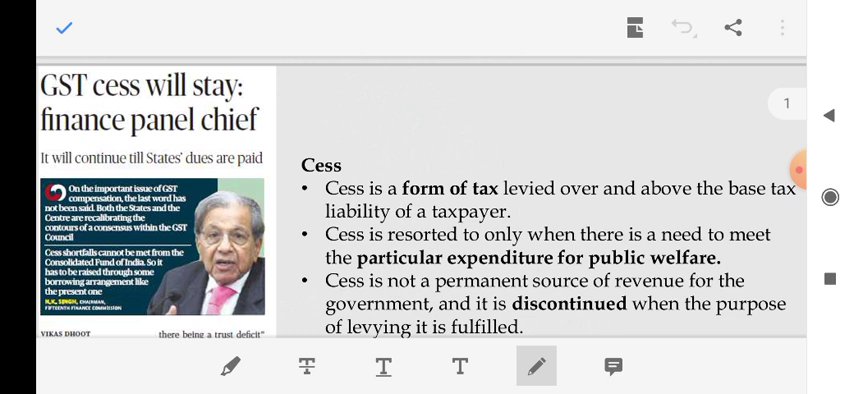 GST cess will stay:
finance panel chief
It will continue till States' dues are paid
On the important issue of GST
compensation, the last word has
not been said. Both the States and the
Centre are recalibrating the
contours of a consensus within the GST
Council
Cess shortfalls cannot be met from the
Consolidated Fund of India. So it
has to be raised through some
borrowing arrangement like
the present one
N.K. SINGH, CHAIRMAN,
FIFTEENTH FINANCE COMMISSION
VIKAS DHOOT
there being a trust deficit"
1
Cess
• Cess is a form of tax levied over and above the base tax
liability of a taxpayer.
• Cess is resorted to only when there is a need to meet
the particular expenditure for public welfare.
• Cess is not a permanent source of revenue for the
government, and it is discontinued when the purpose
of levying it is fulfilled.
T
T
T